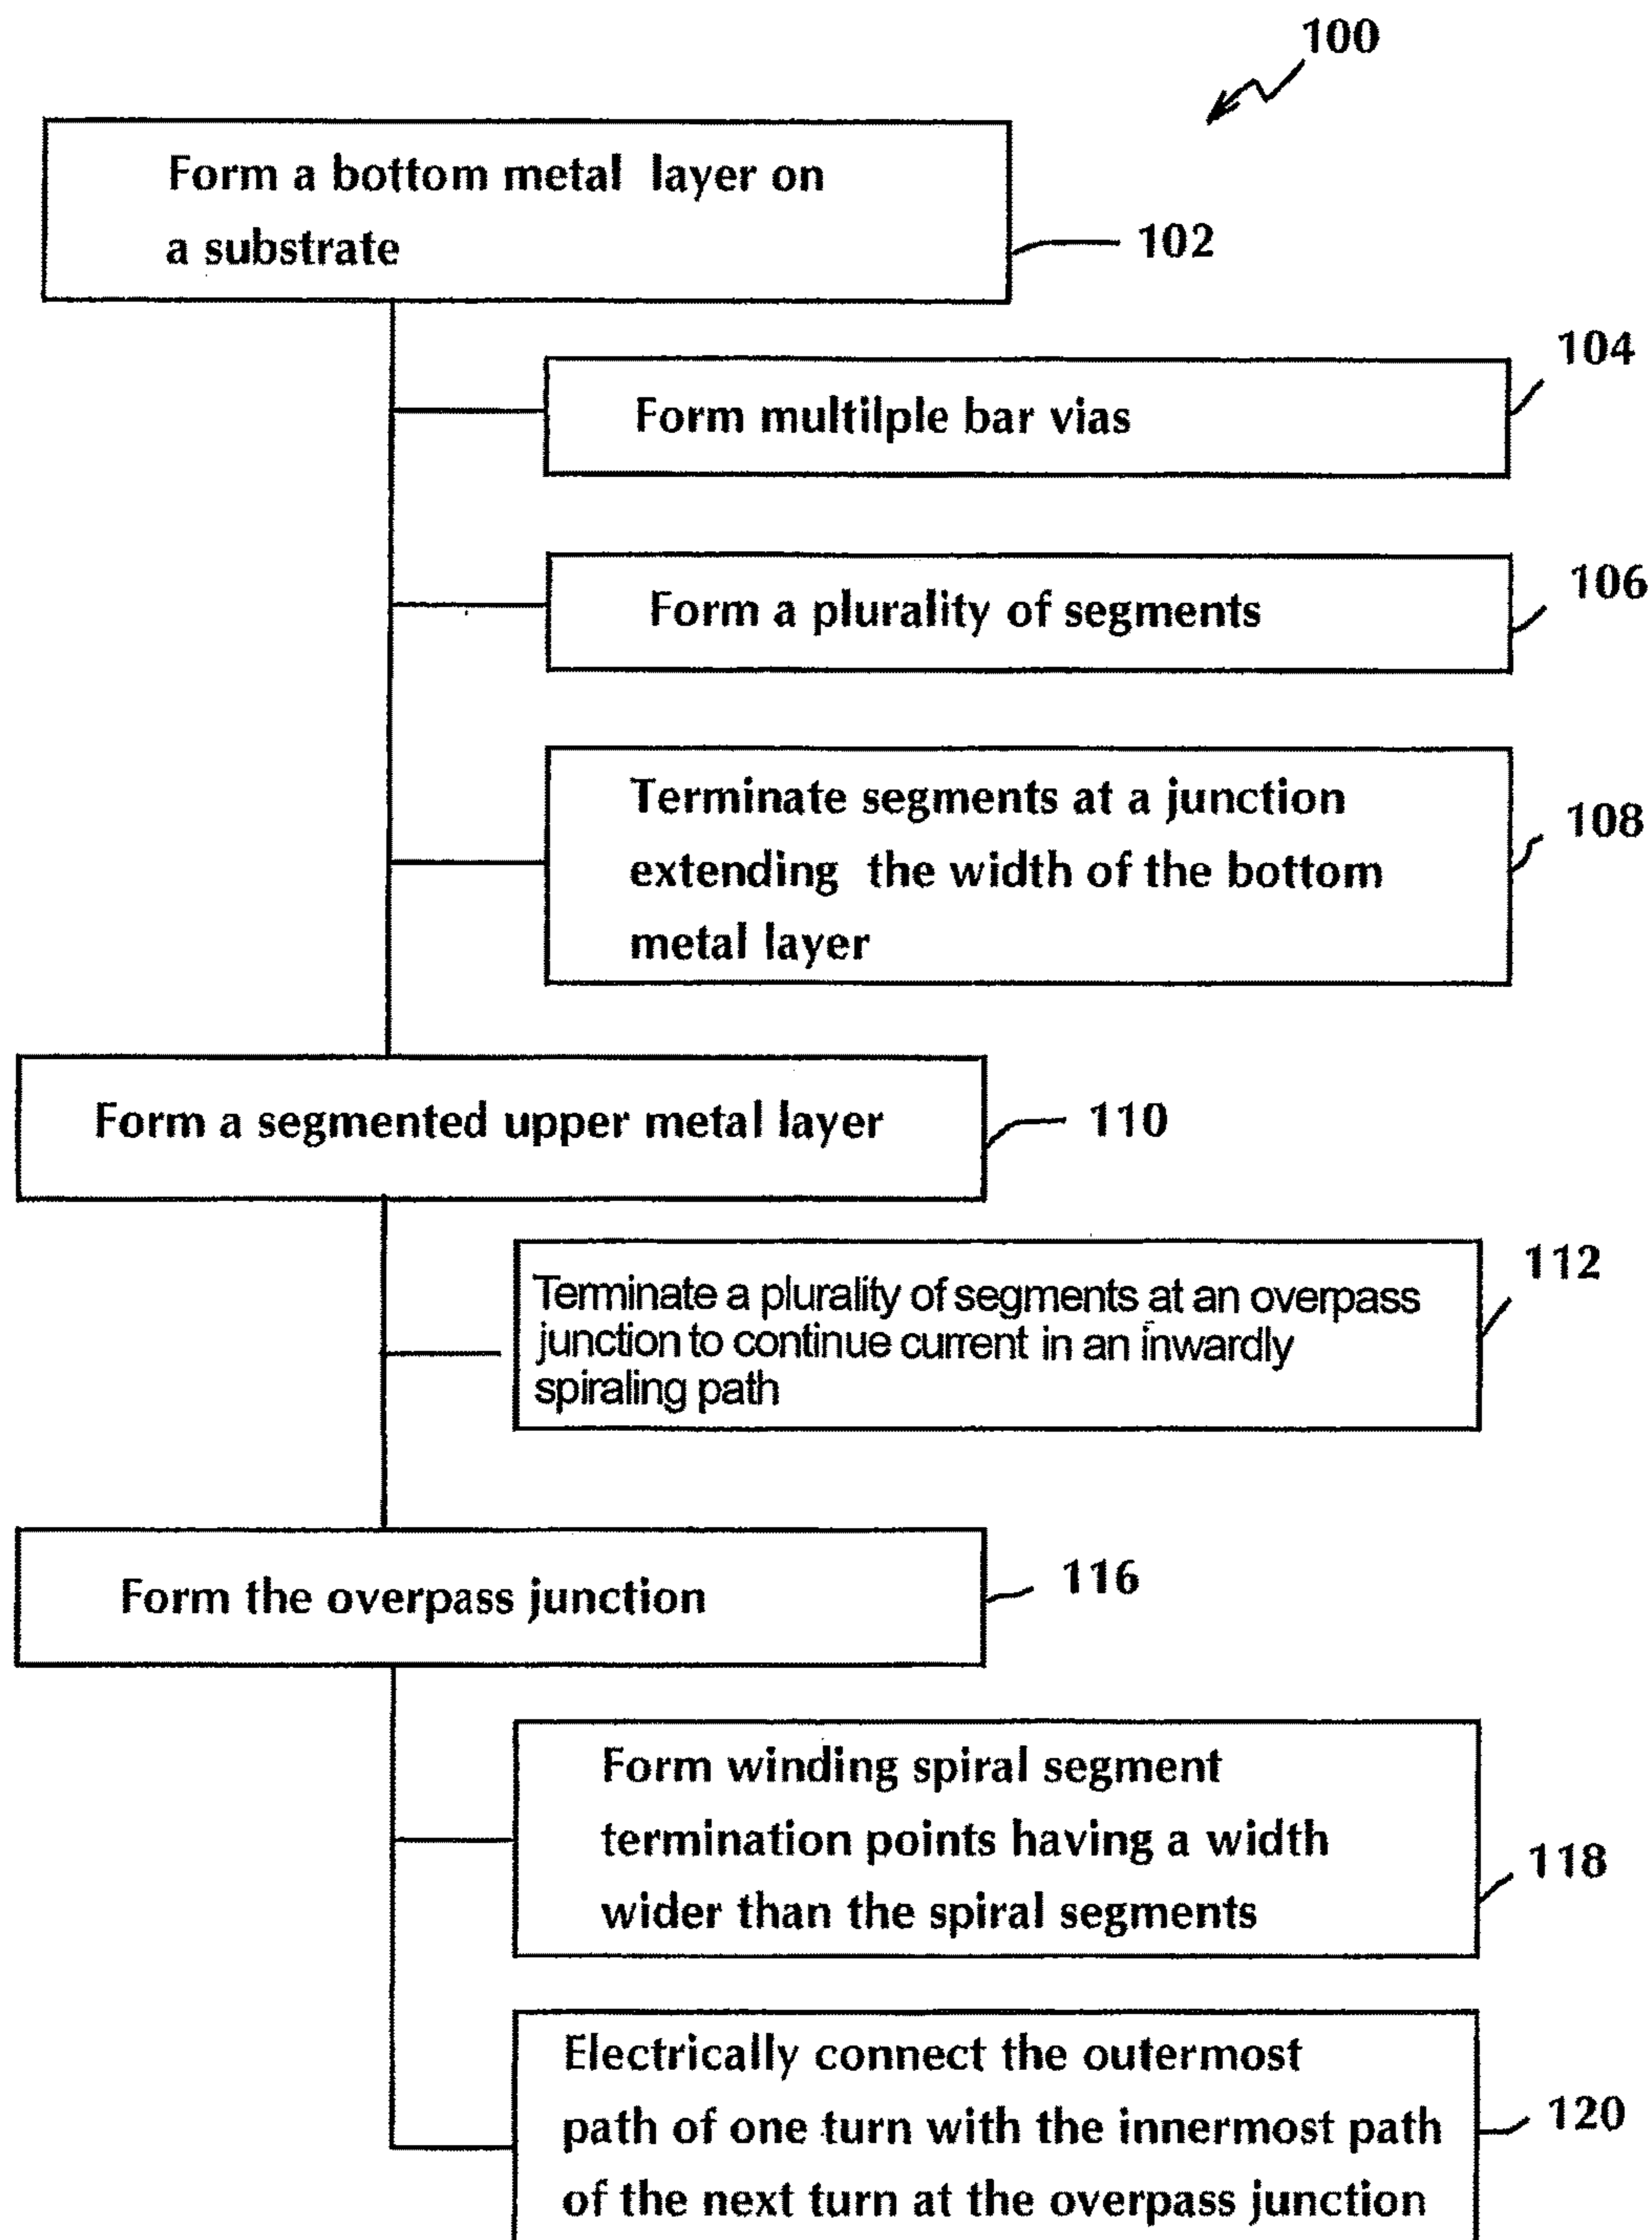 100
Form a bottom metal layer on
a substrate
102
104
Form multilple bar vias
106
Form a plurality of segments
Terminate segments at a junction
108
extending the width of the bottom
metal layer
Form a segmented upper metal layer
110
112
Terminate a plurality of segments at an overpass
junction to continue current in an inwardly
spiraling path
Form the overpass junction
116
Form winding spiral segment
termination points having a width
118
wider than the spiral segments
Electrically connect the outermost
path of one turn with the innermost path
120
of the next turn at the overpass junction